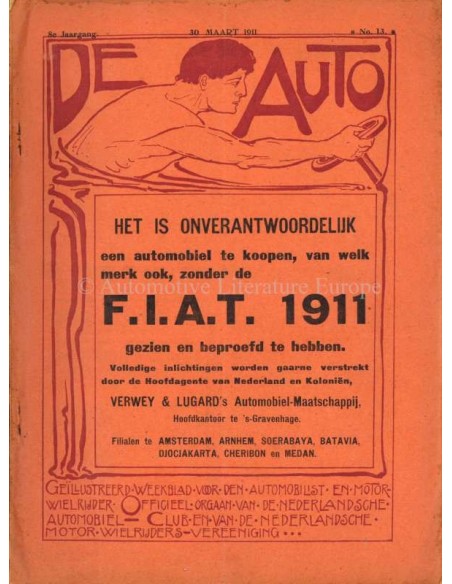 8e Jaargang. 30 MAART 1911. No. 13.
DE AUTO
HET IS ONVERANTWOORDELIJK
een automobiel te koopen, van welk
merk ook, zonder de
© Automotive Literature Europe
F.I.A.T. 1911
gezien en beproefd te hebben.
Volledige inlichtingen worden gaarne verstrekt
door de Hoofdagente van Nederland en Koloniën,
VERWEY & LUGARD's Automobiel-Maatschappij,
Hoofdkantoor te 's-Gravenhage.
Filialen te AMSTERDAM, ARNHEM, SOERABAYA, BATAVIA,
DJOCJAKARTA, CHERIBON en MEDAN.
GEÏLLUSTREERD-WEEKBLAD-VOOR-DEN-AUTOMOBILIST-EN-MOTOR-
WIELRIJDER-OFFICIEEL-ORGAAN-VAN-DE-NEDERLANDSCHE-
AUTOMOBIEL-CLUB-EN-VAN-DE-NEDERLANDSCHE-
MOTOR-WIELRIJDERS-VEREENIGING...